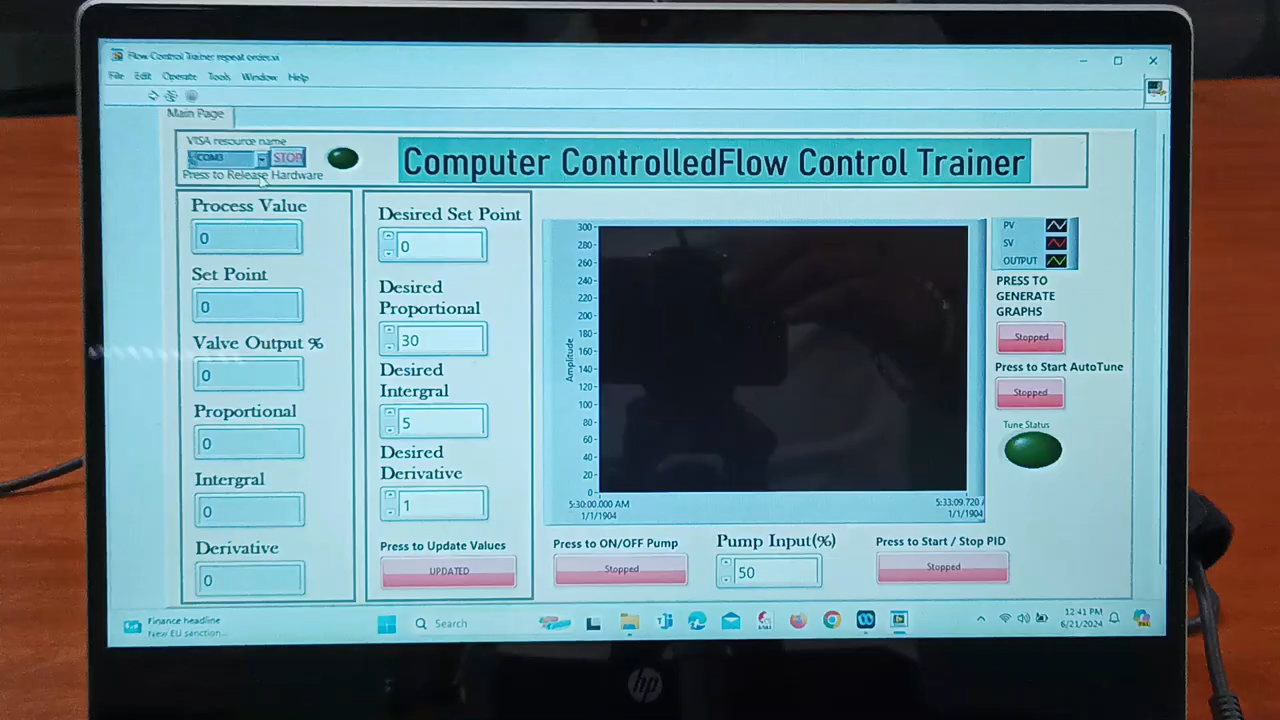 Flow Control Trainer repeat order.vi
File Edit Operate Tools Window Help
Main Page
VISA resource name
COM3 STOP
Press to Release Hardware
Computer ControlledFlow Control Trainer
Process Value
0
Set Point
0
Valve Output %
0
Proportional
0
Intergral
0
Derivative
0
Desired Set Point
0
Desired
Proportional
30
Desired
Intergral
5
Desired
Derivative
1
Press to Update Values
UPDATED
Amplitude
300
280
260
240
220
200
180
160
140
120
100
80
60
40
20
0
5:30:00.000 AM
1/1/1904
5:33:09.720
1/1/1904
PV
SV
OUTPUT
PRESS TO
GENERATE
GRAPHS
Stopped
Press to Start AutoTune
Stopped
Tune Status
Press to ON/OFF Pump
Stopped
Pump Input(%)
50
Press to Start / Stop PID
Stopped
Finance headline
New EU sanction...
Search
12:41 PM
6/21/2024
hp